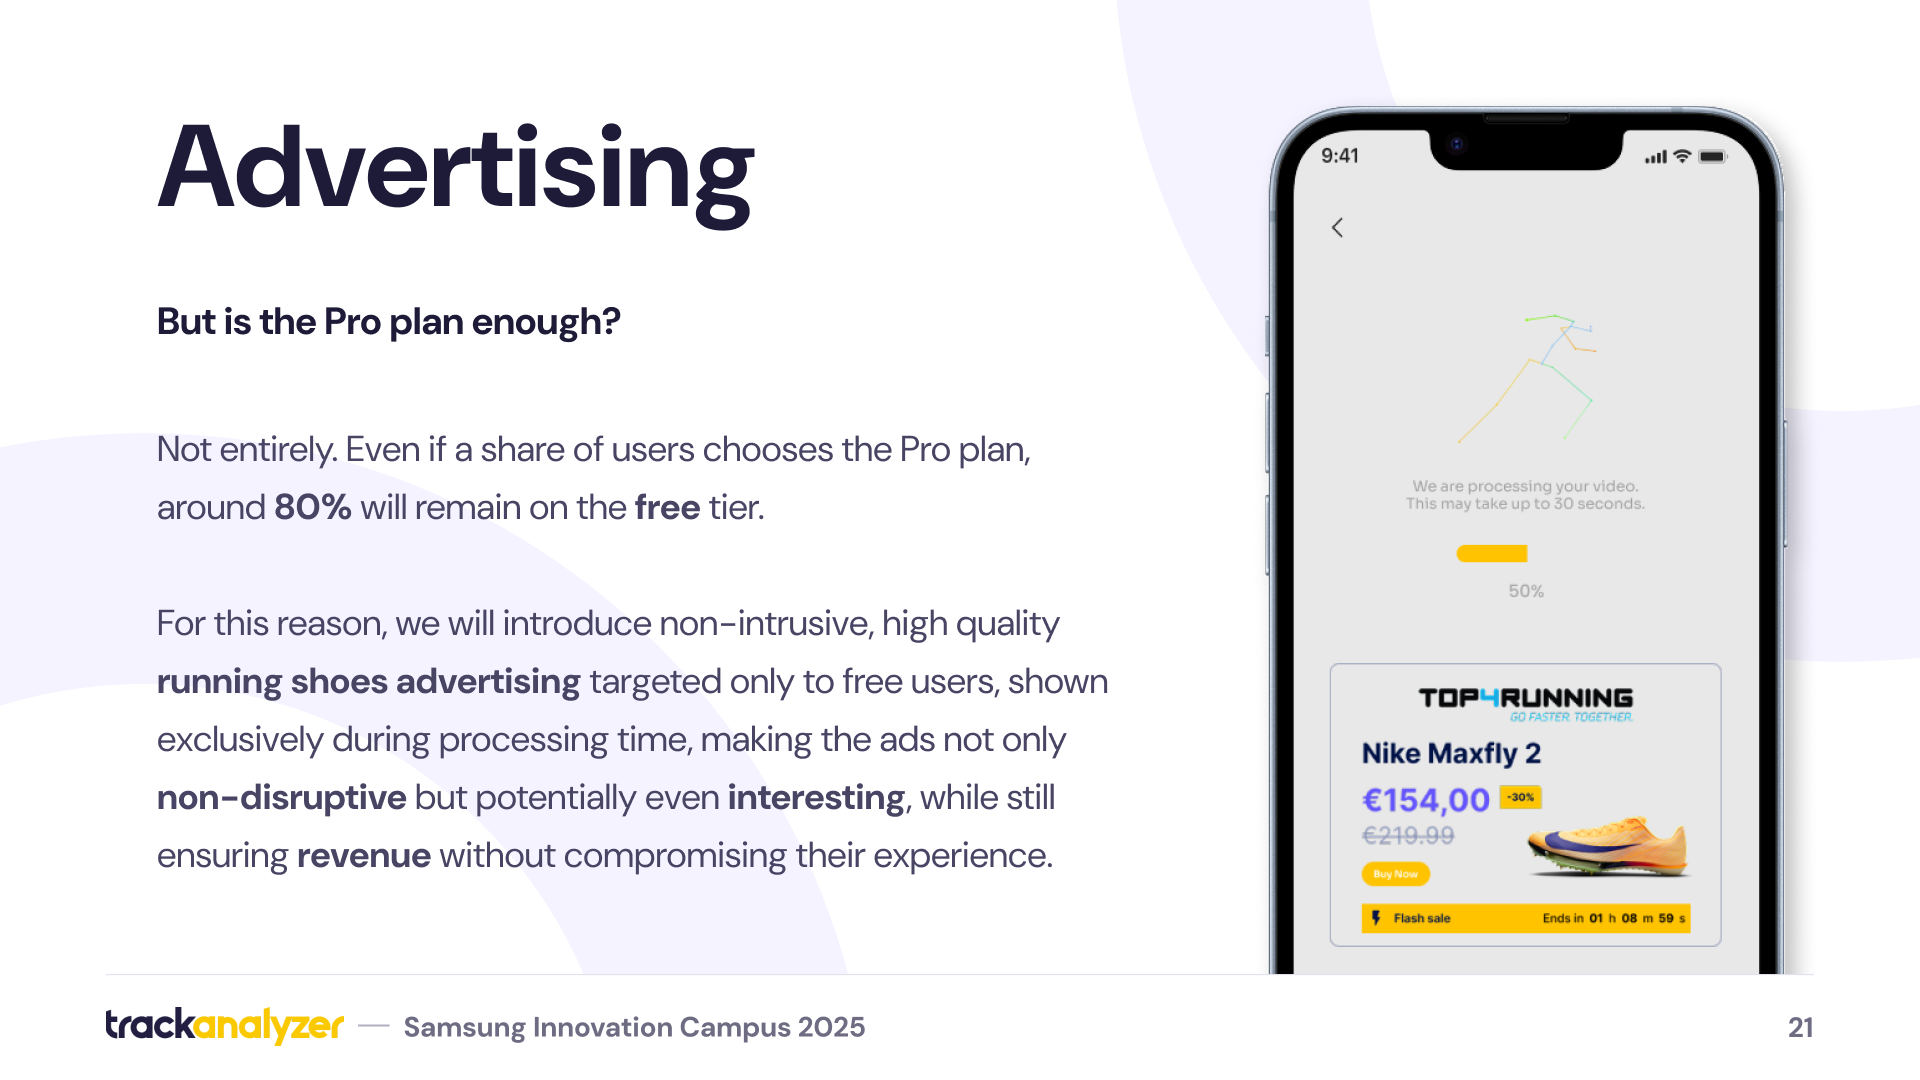 Advertising
But is the Pro plan enough?
Not entirely. Even if a share of users chooses the Pro plan,
around 80% will remain on the free tier.
For this reason, we will introduce non-intrusive, high quality
running shoes advertising targeted only to free users, shown
exclusively during processing time, making the ads not only
non-disruptive but potentially even interesting, while still
ensuring revenue without compromising their experience.
9:41
We are processing your video.
This may take up to 30 seconds.
50%
TOP4RUNNING
GO FASTER. TOGETHER.
Nike Maxfly 2
€154,00 -30%
€219.99
Buy Now
Flash sale Ends in 01 h 08 m 59 s
trackanalyzer — Samsung Innovation Campus 2025
21